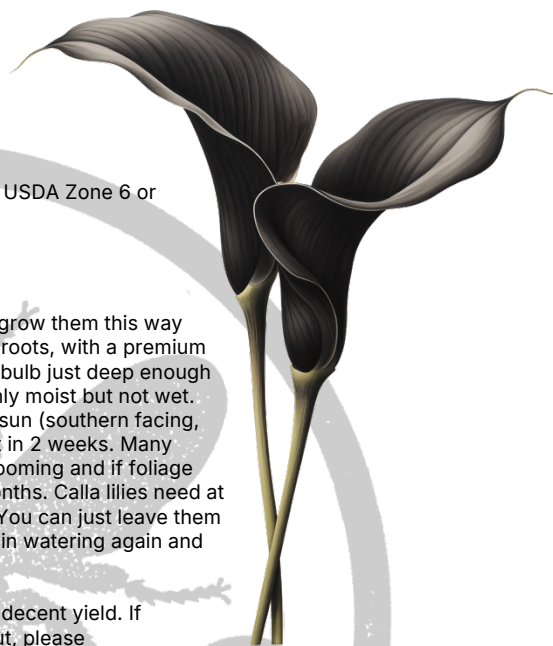 USDA Zone 6 or
grow them this way
roots, with a premium
bulb just deep enough
ly moist but not wet.
sun (southern facing,
in 2 weeks. Many
ooming and if foliage
nths. Calla lilies need at
You can just leave them
in watering again and
decent yield. If
ut, please